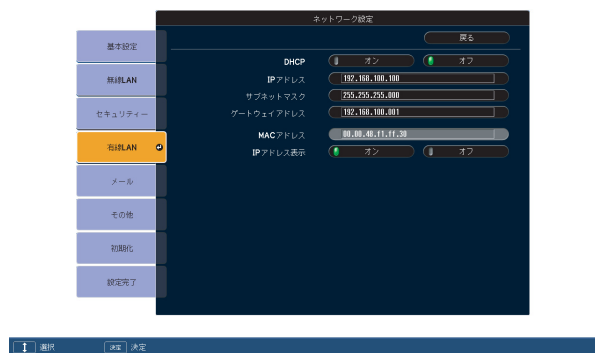 ネットワーク設定
戻る
基本設定
無線LAN
セキュリティー
有線LAN
メール
その他
初期化
設定完了
DHCP オン オフ
IPアドレス 192.168.100.100
サブネットマスク 255.255.255.000
ゲートウェイアドレス 192.168.100.001
MACアドレス 00.00.48.f1.ff.30
IPアドレス表示 オン オフ
選択 決定 決定